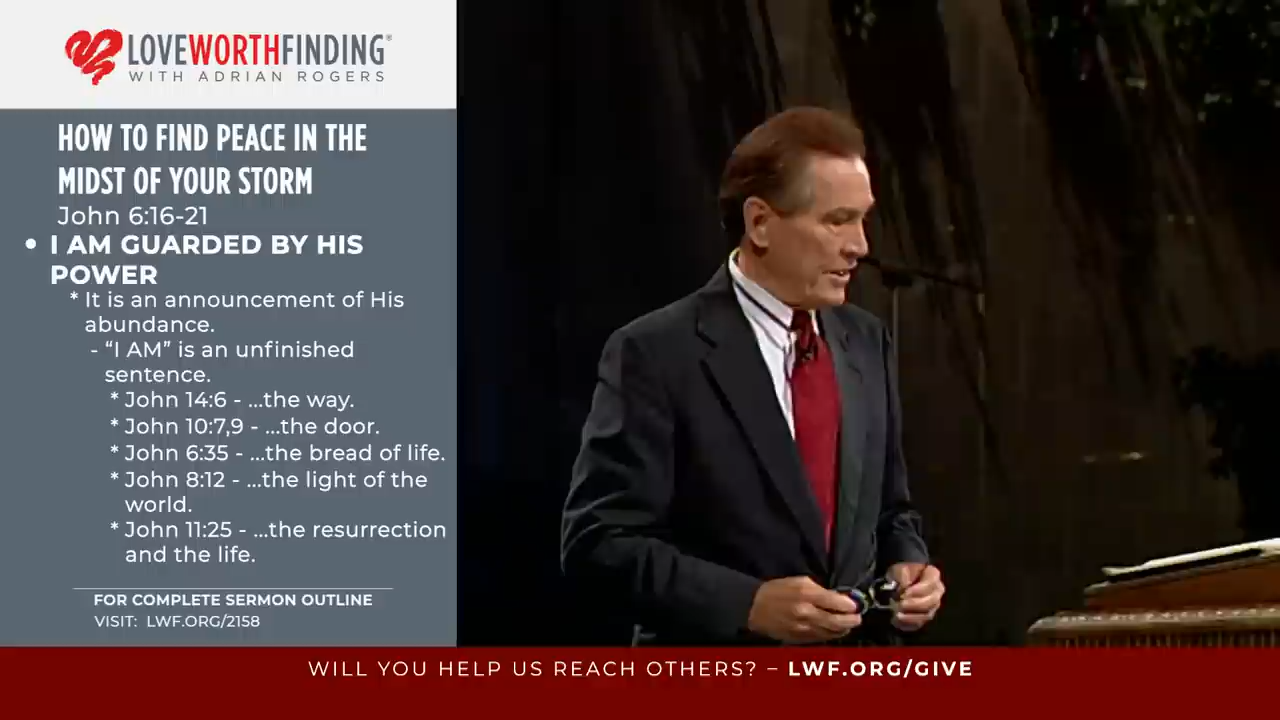 LOVEWORTHFINDING®
WITH ADRIAN ROGERS
HOW TO FIND PEACE IN THE
MIDST OF YOUR STORM
John 6:16-21
• I AM GUARDED BY HIS
POWER
* It is an announcement of His
abundance.
- “I AM” is an unfinished
sentence.
* John 14:6 - ...the way.
* John 10:7,9 - ...the door.
* John 6:35 - ...the bread of life.
* John 8:12 - ...the light of the
world.
* John 11:25 - ...the resurrection
and the life.
FOR COMPLETE SERMON OUTLINE
VISIT: LWF.ORG/2158
WILL YOU HELP US REACH OTHERS? – LWF.ORG/GIVE